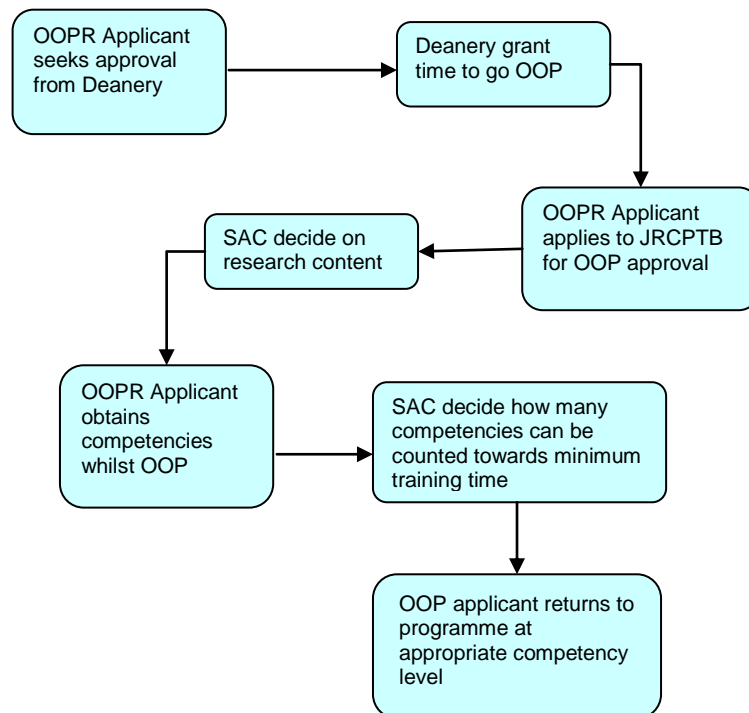 OOPR Applicant
seeks approval
from Deanery
Deanery grant
time to go OOP
OOPR Applicant
applies to JRCPTB
for OOP approval
SAC decide on
research content
OOPR Applicant
obtains
competencies
whilst OOP
SAC decide how many
competencies can be
counted towards minimum
training time
OOP applicant returns to
programme at
appropriate competency
level